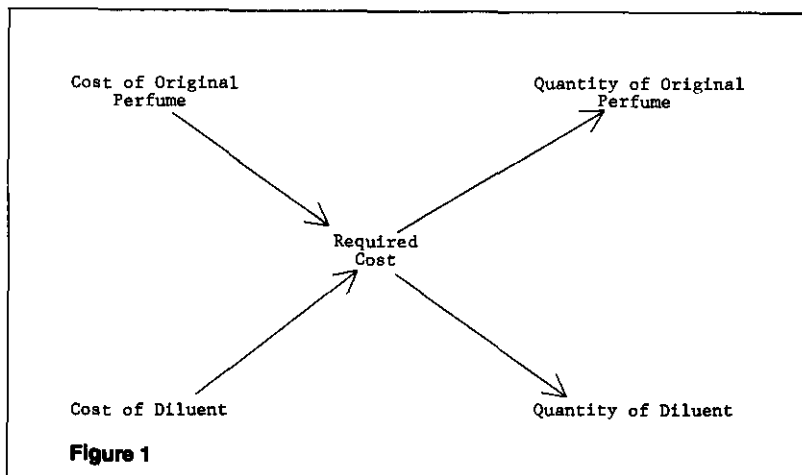 Cost of Original
Perfume
Quantity of Original
Perfume
Required
Cost
Cost of Diluent
Quantity of Diluent
Figure 1